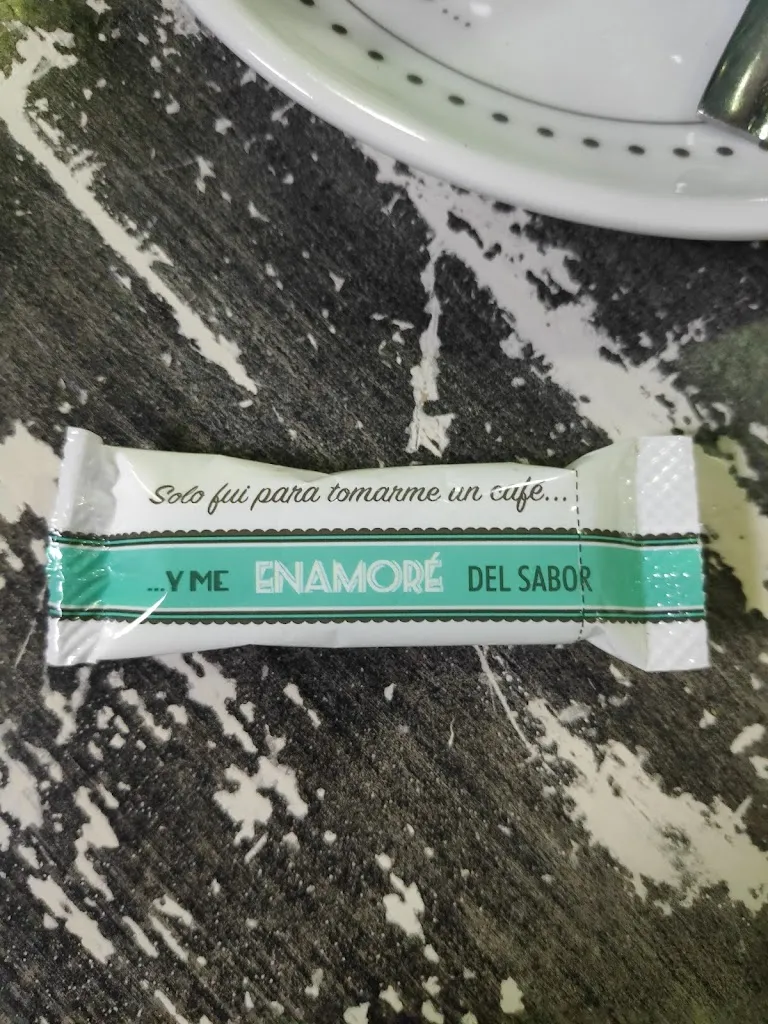 Solo fui para tomarme un café...
...Y ME ENAMORÉ DEL SABOR